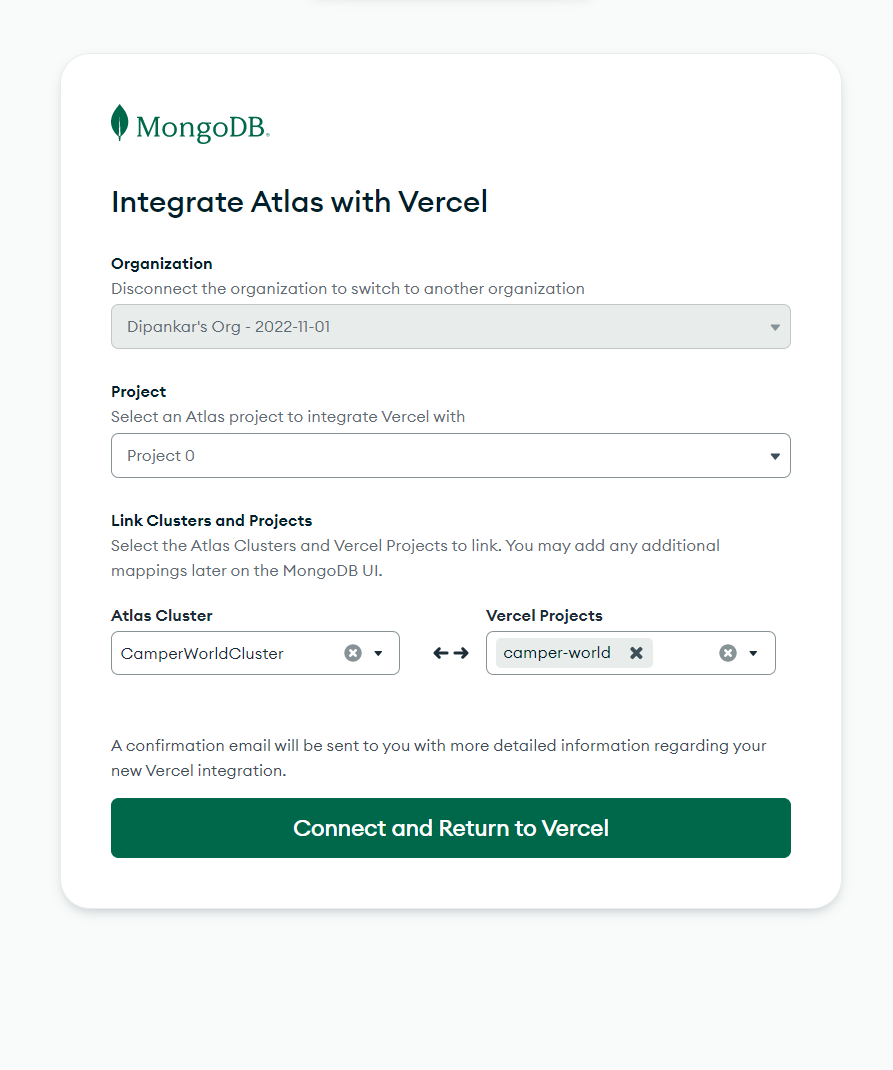 MongoDB®
Integrate Atlas with Vercel
Organization
Disconnect the organization to switch to another organization
Dipankar's Org - 2022-11-01
Project
Select an Atlas project to integrate Vercel with
Project 0
Link Clusters and Projects
Select the Atlas Clusters and Vercel Projects to link. You may add any additional
mappings later on the MongoDB UI.
Atlas Cluster
CamperWorldCluster
Vercel Projects
camper-world
A confirmation email will be sent to you with more detailed information regarding your
new Vercel integration.
Connect and Return to Vercel